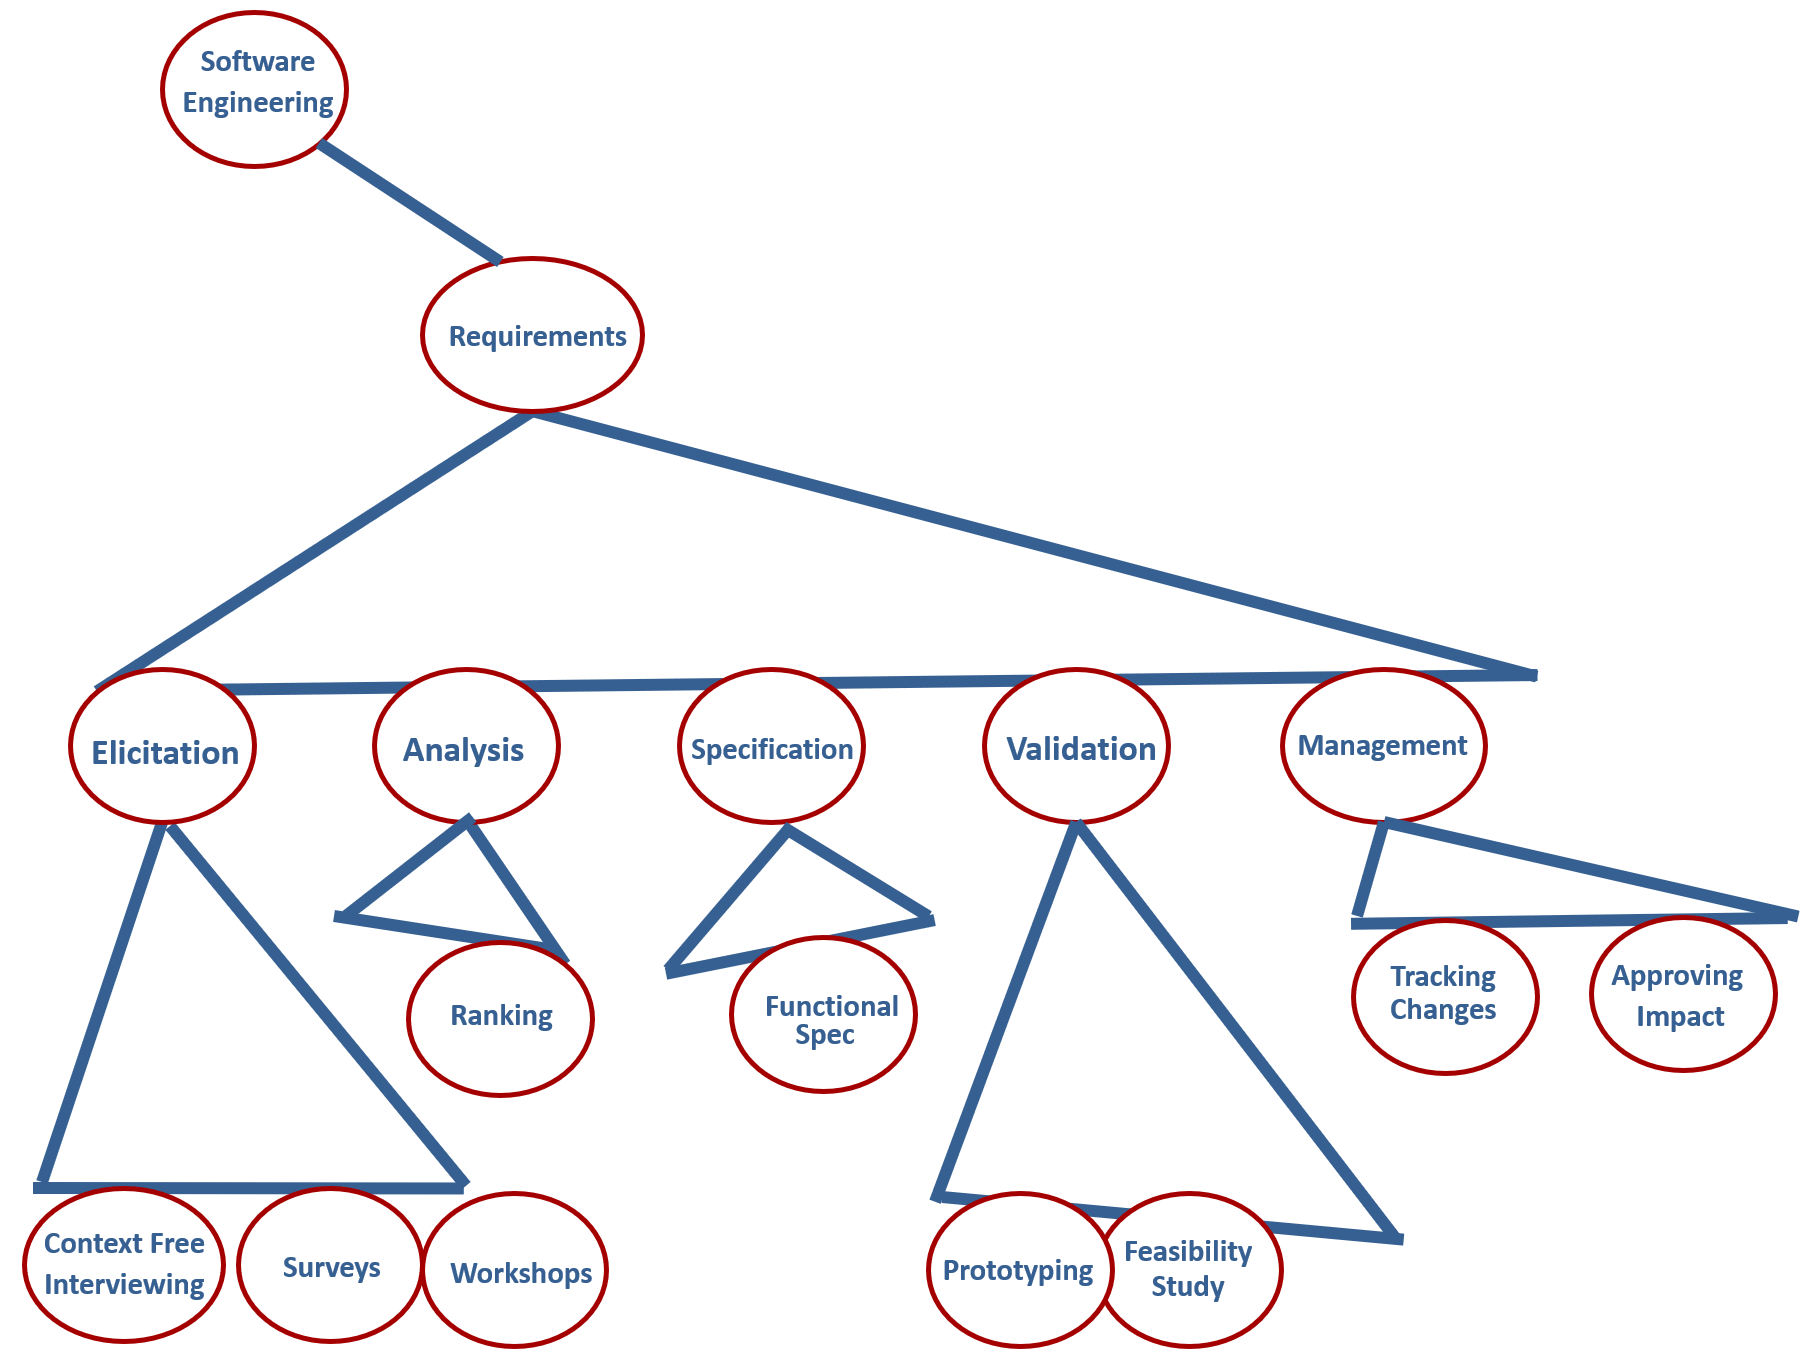 Software
Engineering
Requirements
Elicitation
Analysis
Specification
Validation
Management
Ranking
Functional
Spec
Tracking
Changes
Approving
Impact
Context Free
Interviewing
Surveys
Workshops
Prototyping
Feasibility
Study